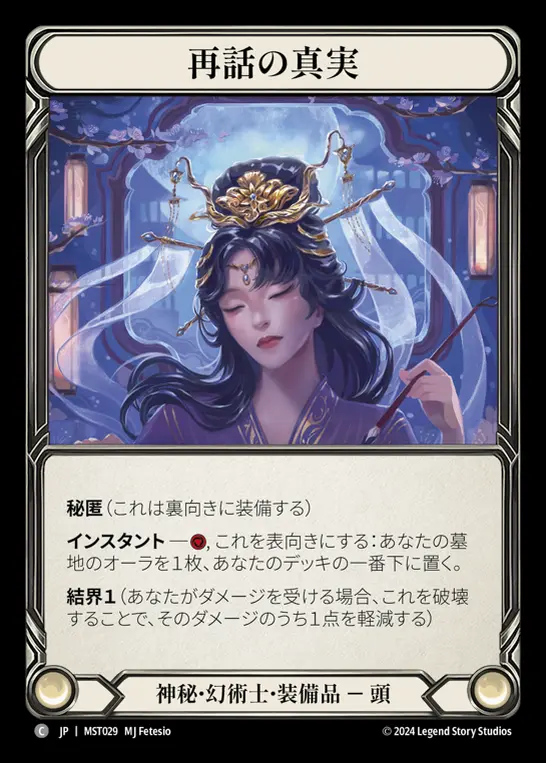 再話の真実
秘匿（これは裏向きに装備する）
インスタント ―, これを表向きにする：あなたの墓
地のオーラを１枚、あなたのデッキの一番下に置く。
結界１（あなたがダメージを受ける場合、これを破壊
することで、そのダメージのうち１点を軽減する）
神秘・幻術士・装備品 － 頭
C JP | MST029 MJ Fetesio
© 2024 Legend Story Studios